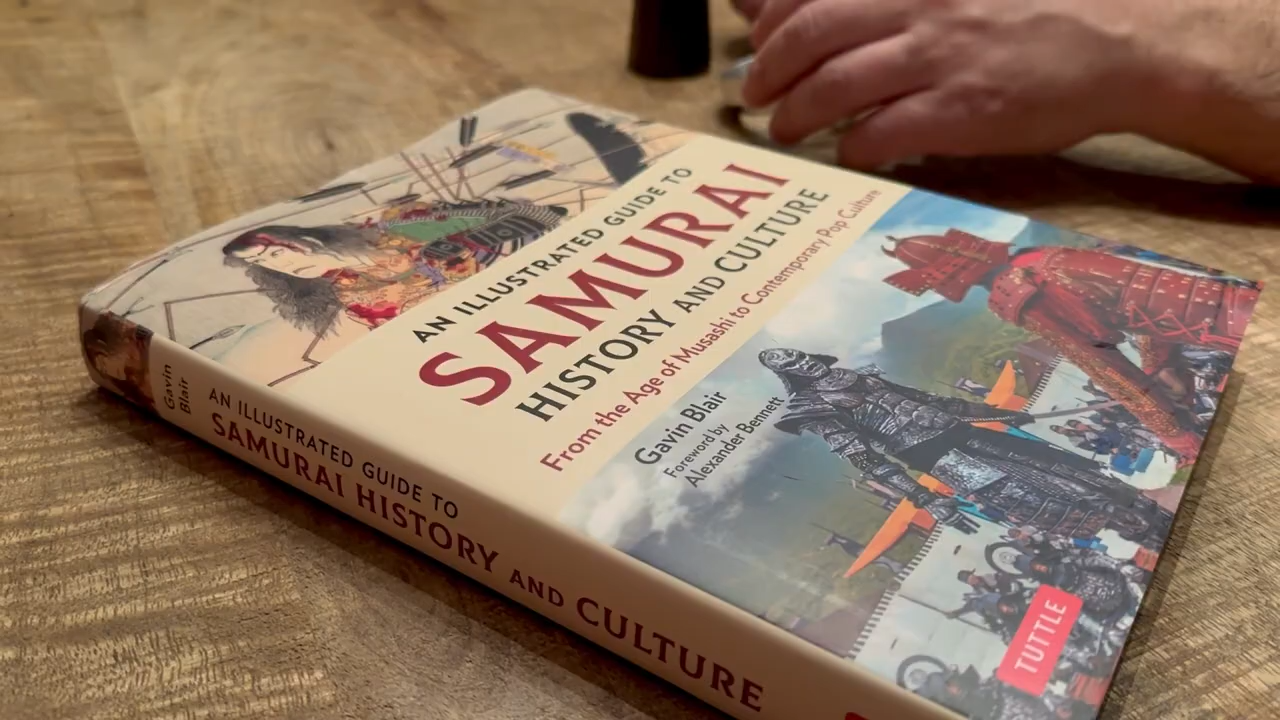 AN ILLUSTRATED GUIDE TO
SAMURAI
HISTORY AND CULTURE
From the Age of Musashi to Contemporary Pop Culture
Gavin Blair
Foreword by
Alexander Bennett
TUTTLE
Gavin
Blair
AN ILLUSTRATED GUIDE TO
SAMURAI HISTORY AND CULTURE